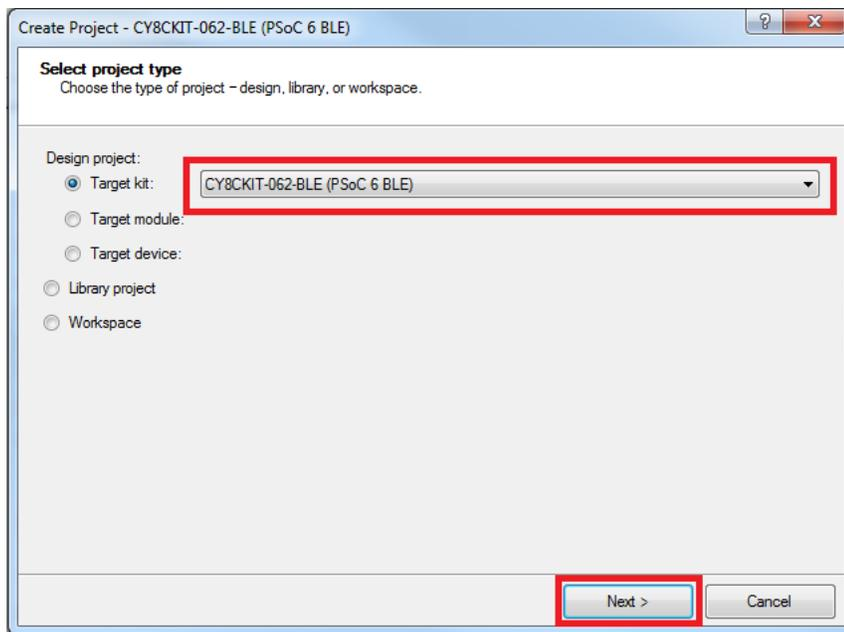 Create Project - CY8CKIT-062-BLE (PSoC 6 BLE)
?
X
Select project type
Choose the type of project – design, library, or workspace.
Design project:
Target kit:
CY8CKIT-062-BLE (PSoC 6 BLE)
Target module:
Target device:
Library project
Workspace
Next >
Cancel